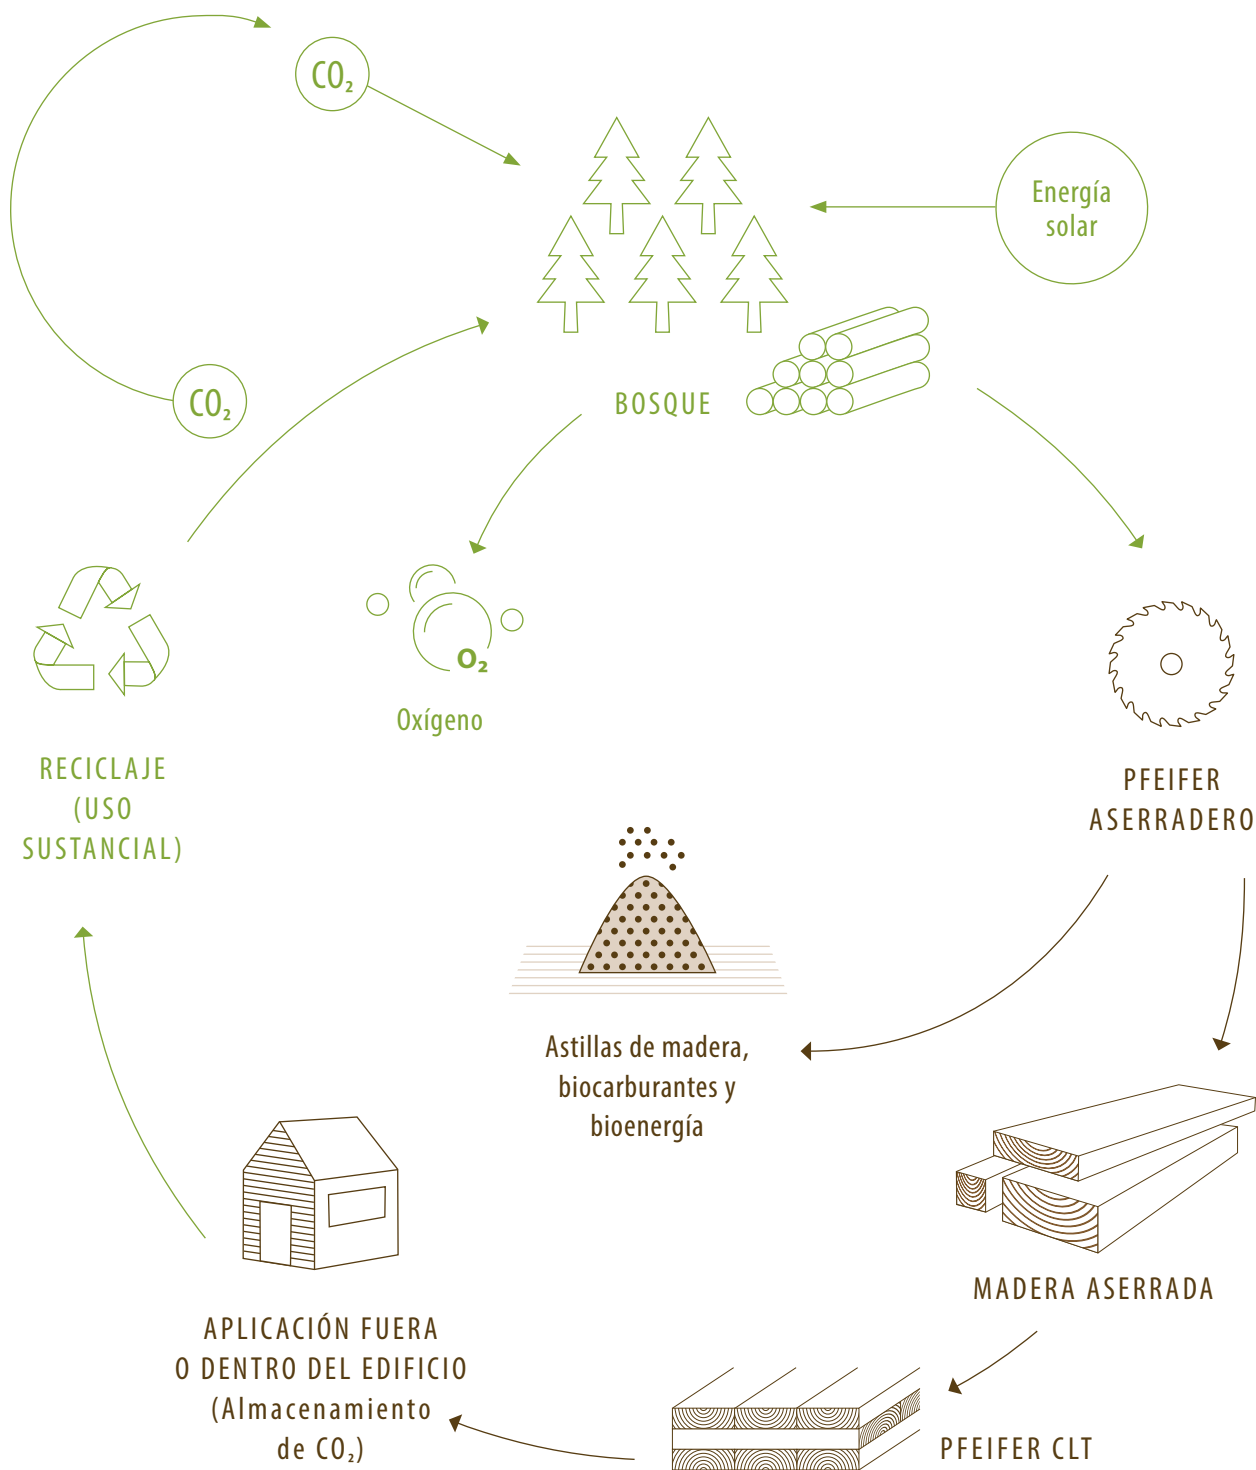 CO₂
Energía
solar
CO₂
BOSQUE
O₂
Oxígeno
RECICLAJE
(USO
SUSTANCIAL)
PFEIFER
ASERRADERO
Astillas de madera,
biocarburantes y
bioenergía
MADERA ASERRADA
APLICACIÓN FUERA
O DENTRO DEL EDIFICIO
(Almacenamiento
de CO₂)
PFEIFER CLT